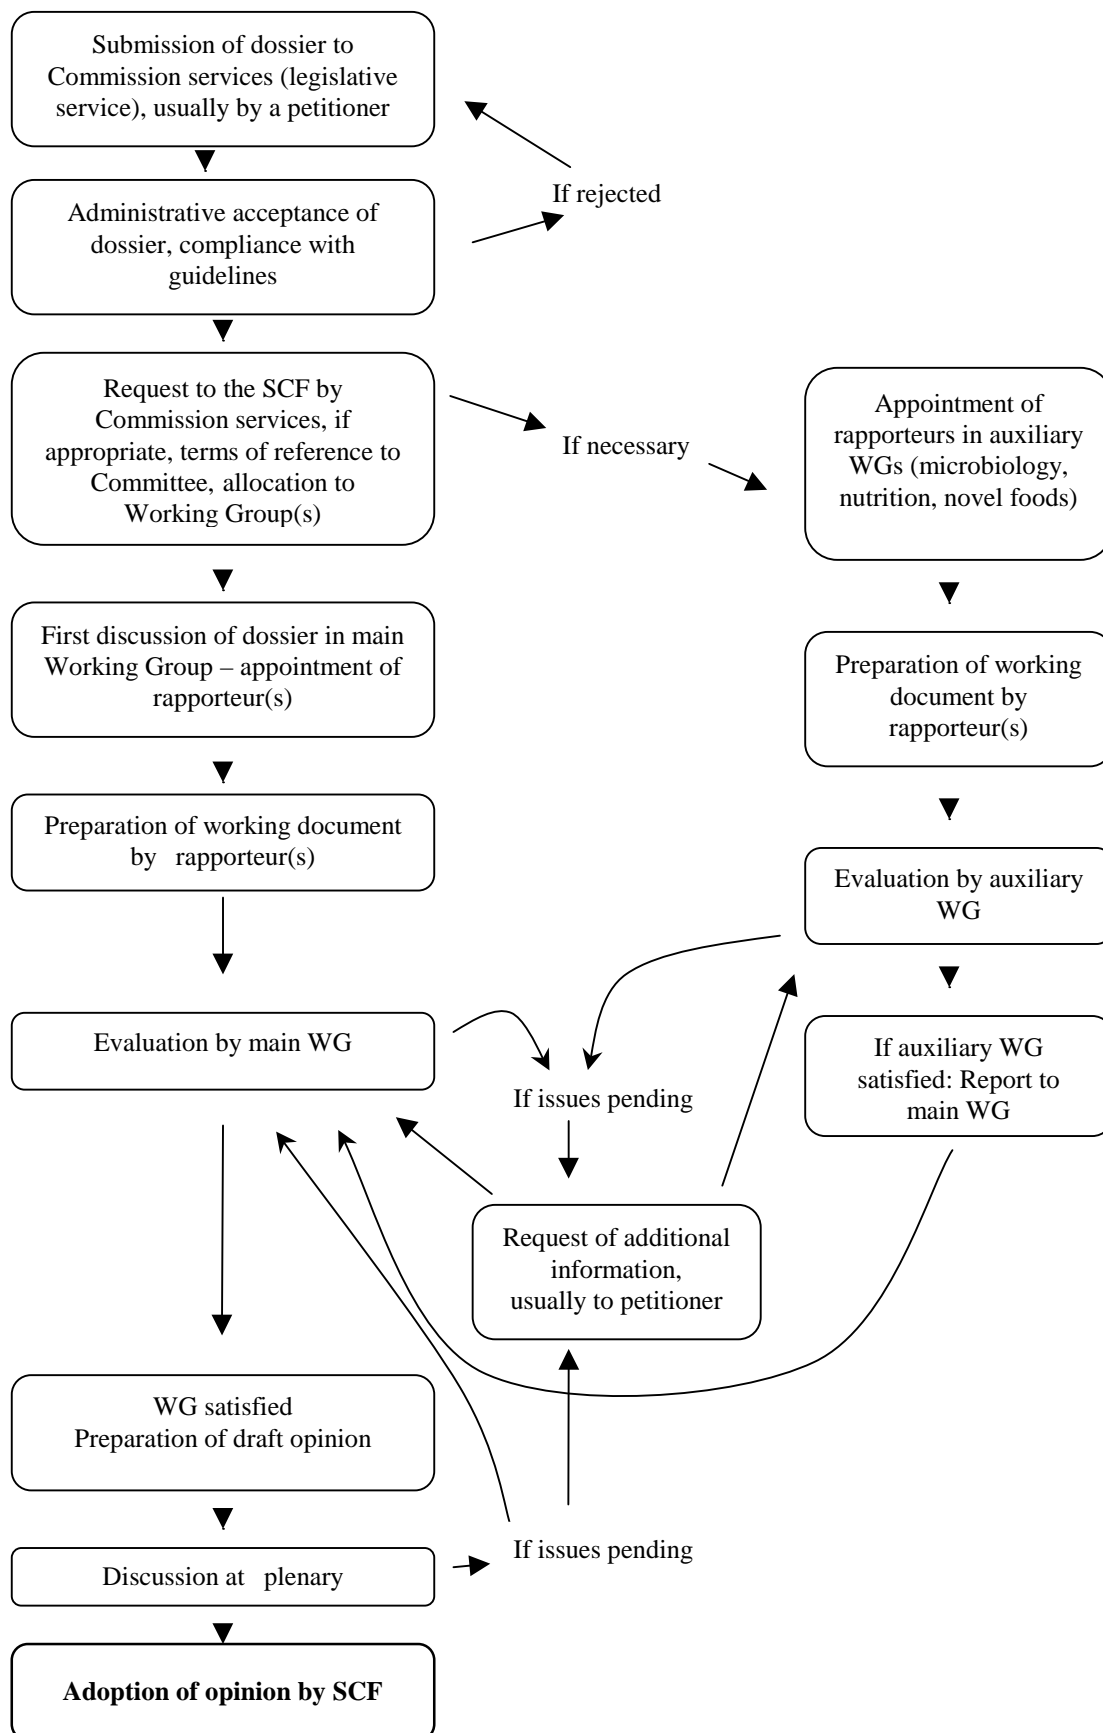 Submission of dossier to
Commission services (legislative
service), usually by a petitioner
If rejected
Administrative acceptance of
dossier, compliance with
guidelines
Request to the SCF by
Commission services, if
appropriate, terms of reference to
Committee, allocation to
Working Group(s)
If necessary
Appointment of
rapporteurs in auxiliary
WGs (microbiology,
nutrition, novel foods)
First discussion of dossier in main
Working Group – appointment of
rapporteur(s)
Preparation of working
document by
rapporteur(s)
Preparation of working document
by rapporteur(s)
Evaluation by auxiliary
WG
Evaluation by main WG
If issues pending
If auxiliary WG
satisfied: Report to
main WG
Request of additional
information,
usually to petitioner
WG satisfied
Preparation of draft opinion
If issues pending
Discussion at plenary
Adoption of opinion by SCF